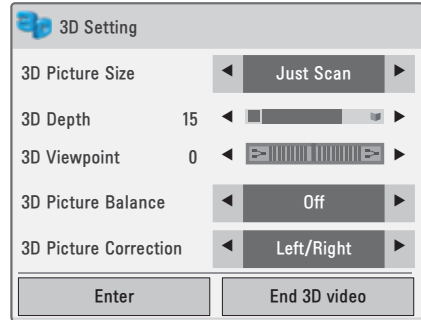 3D 3D Setting
3D Picture Size Just Scan
3D Depth 15
3D Viewpoint 0
3D Picture Balance Off
3D Picture Correction Left/Right
Enter End 3D video